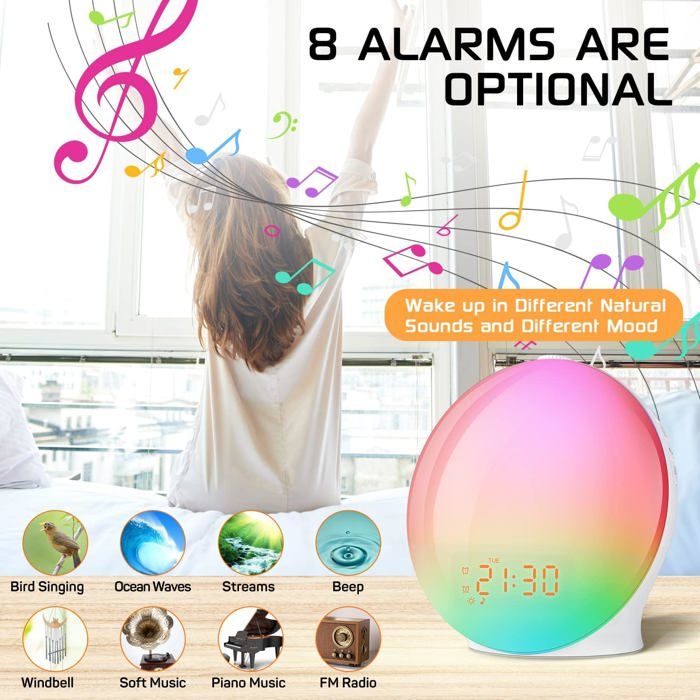 8 ALARMS ARE
OPTIONAL
Wake up in Different Natural
Sounds and Different Mood
TUE
21:30
Bird Singing
Ocean Waves
Streams
Beep
Windbell
Soft Music
Piano Music
FM Radio